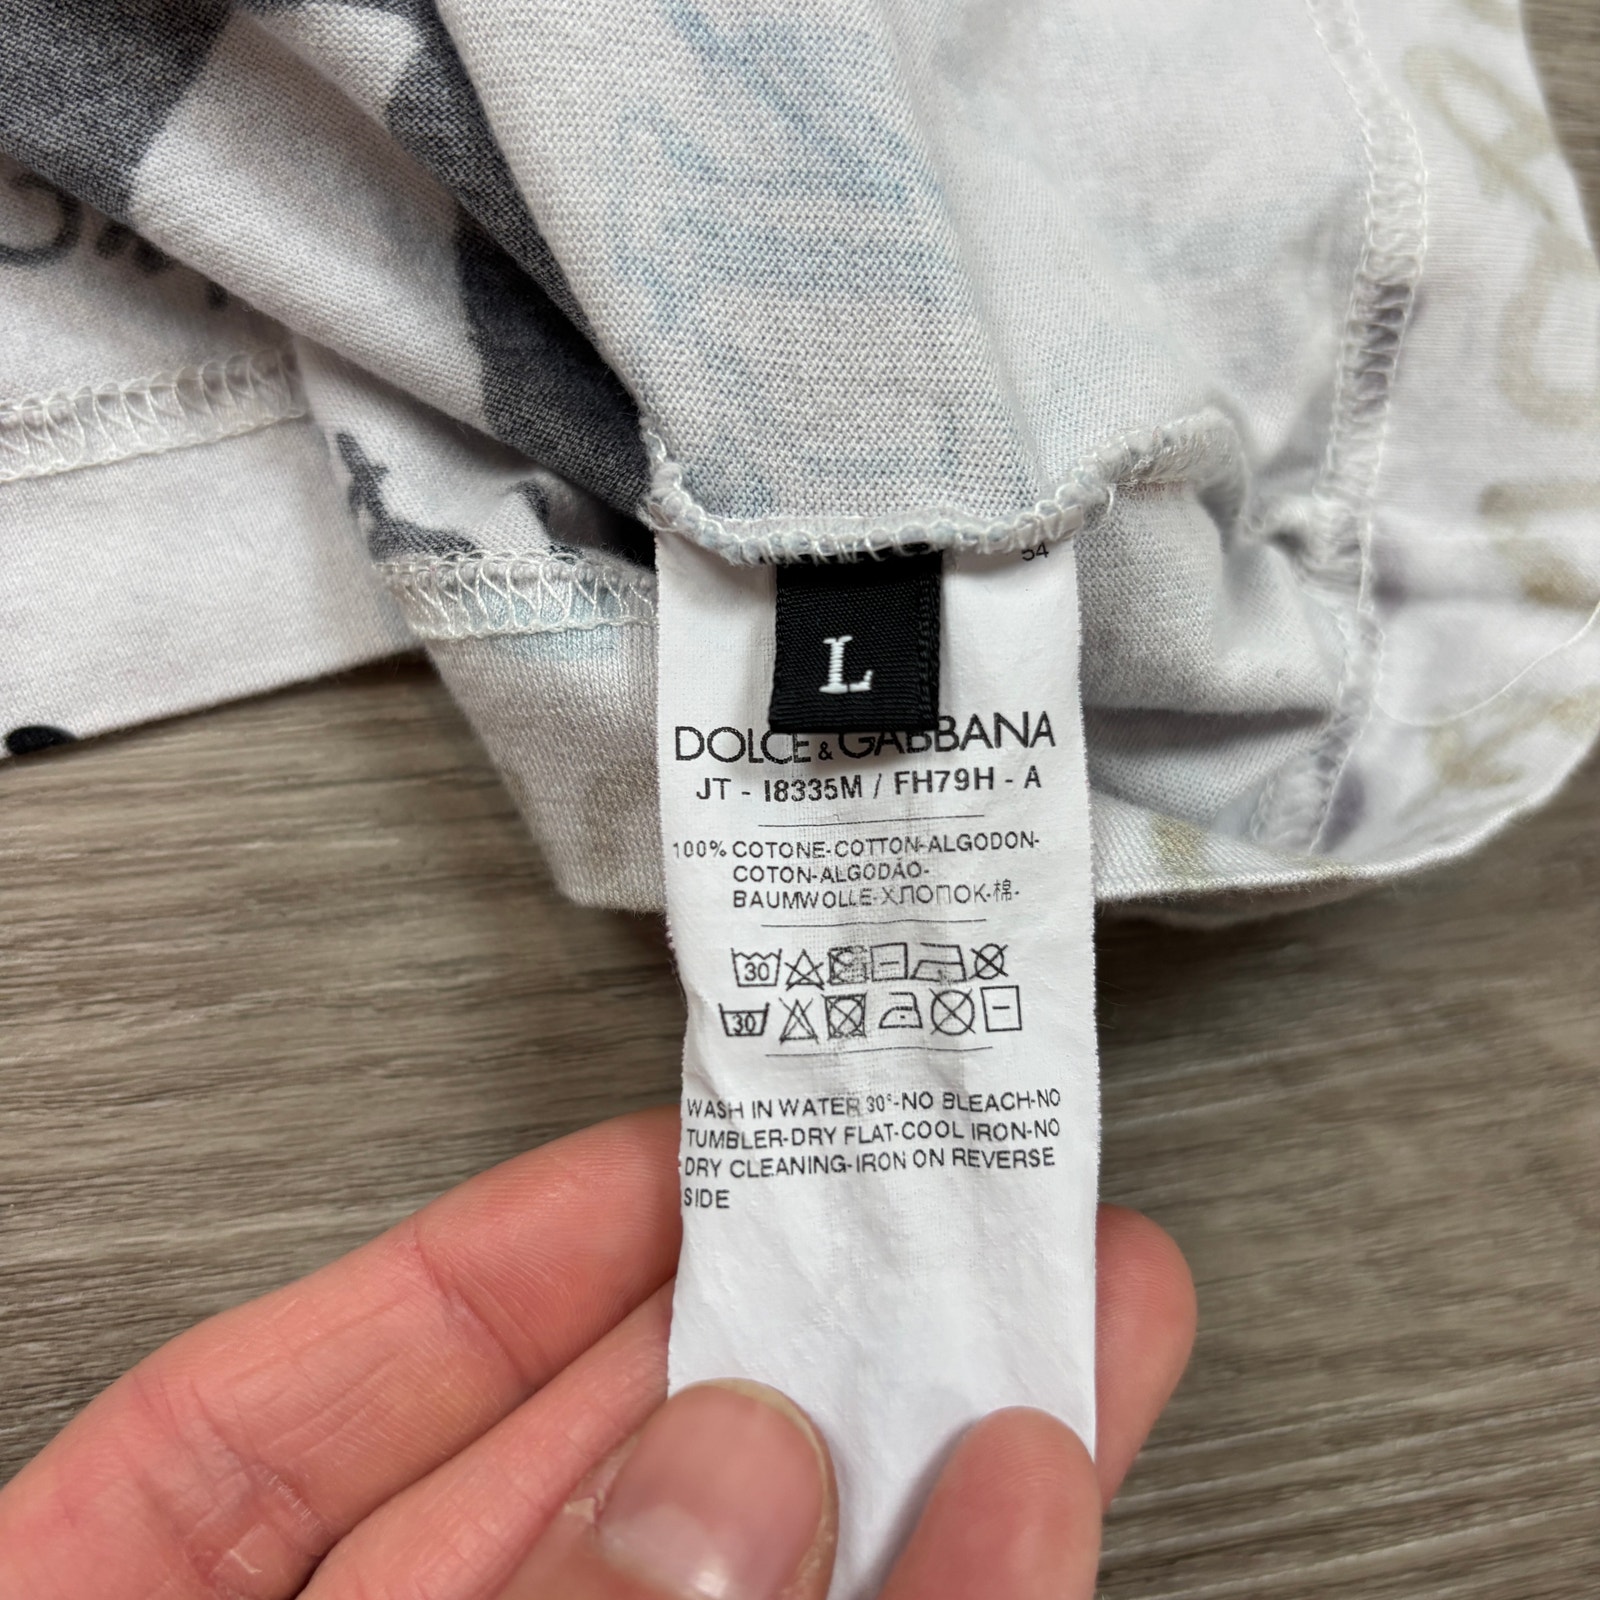 54
L
DOLCE & GABBANA
JT - I8335M / FH79H - A
100% COTONE-COTTON-ALGODON-
COTON-ALGODÃO-
BAUMWOLLE-ХЛОПОК-棉-
30
30
WASH IN WATER 30°-NO BLEACH-NO
TUMBLER-DRY FLAT-COOL IRON-NO
DRY CLEANING-IRON ON REVERSE
SIDE